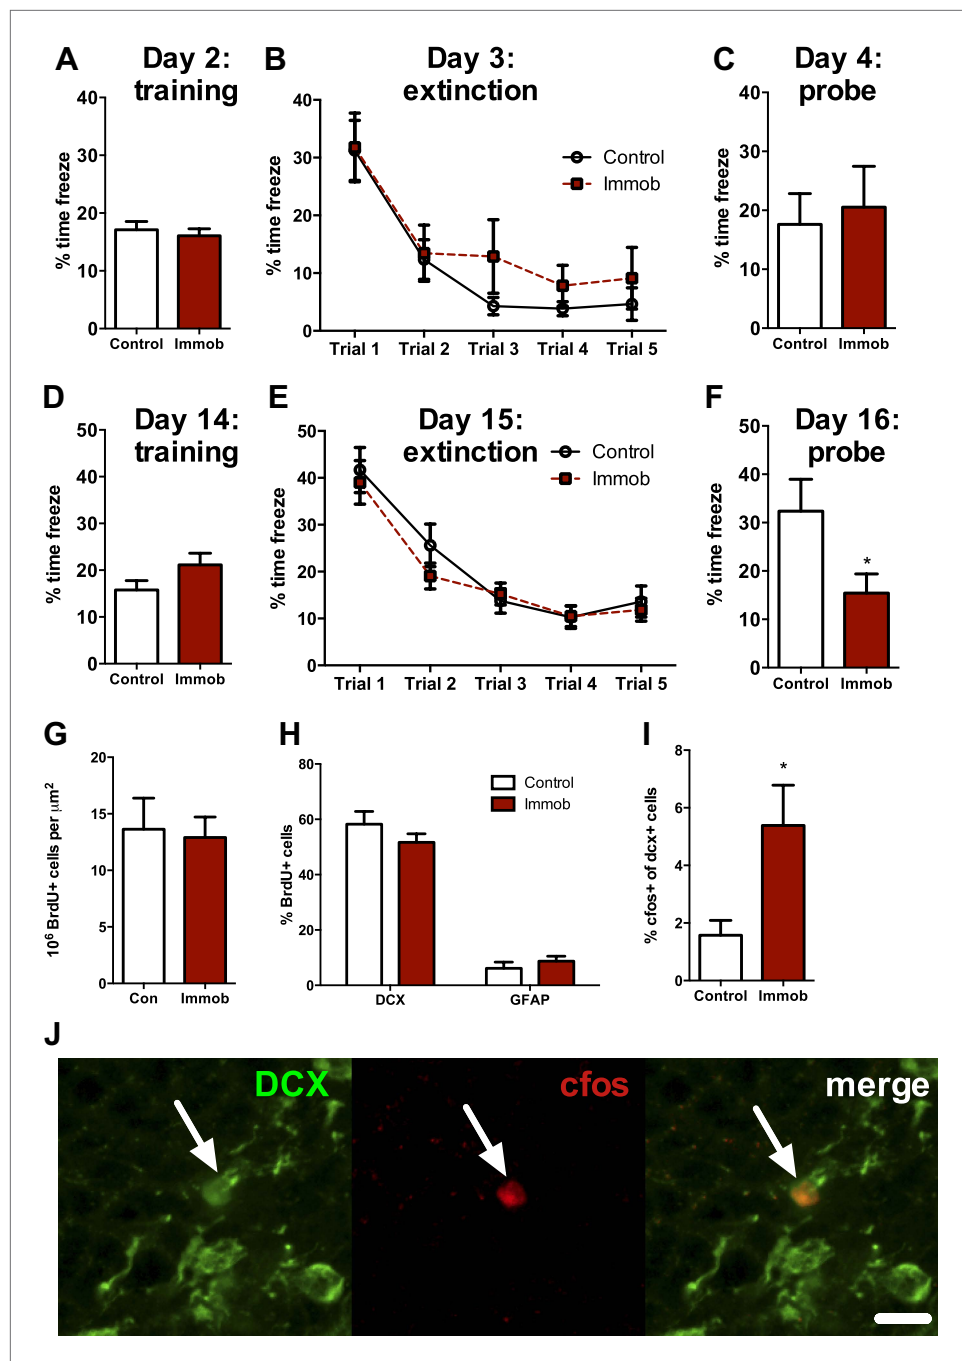 A
Day 2:
training
% time freeze
40
30
20
10
0
Control
Immob
B
Day 3:
extinction
% time freeze
40
30
20
10
0
Control
Immob
Trial 1
Trial 2
Trial 3
Trial 4
Trial 5
C
Day 4:
probe
% time freeze
40
30
20
10
0
Control
Immob
D
Day 14:
training
% time freeze
50
40
30
20
10
0
Control
Immob
E
Day 15:
extinction
% time freeze
50
40
30
20
10
0
Control
Immob
Trial 1
Trial 2
Trial 3
Trial 4
Trial 5
F
Day 16:
probe
% time freeze
50
40
30
20
10
0
*
Control
Immob
G
10⁶ BrdU+ cells per µm²
20
15
10
5
0
Con
Immob
H
% BrdU+ cells
80
60
40
20
0
Control
Immob
DCX
GFAP
I
% cfos+ of dcx+ cells
8
6
4
2
0
*
Control
Immob
J
DCX
cfos
merge